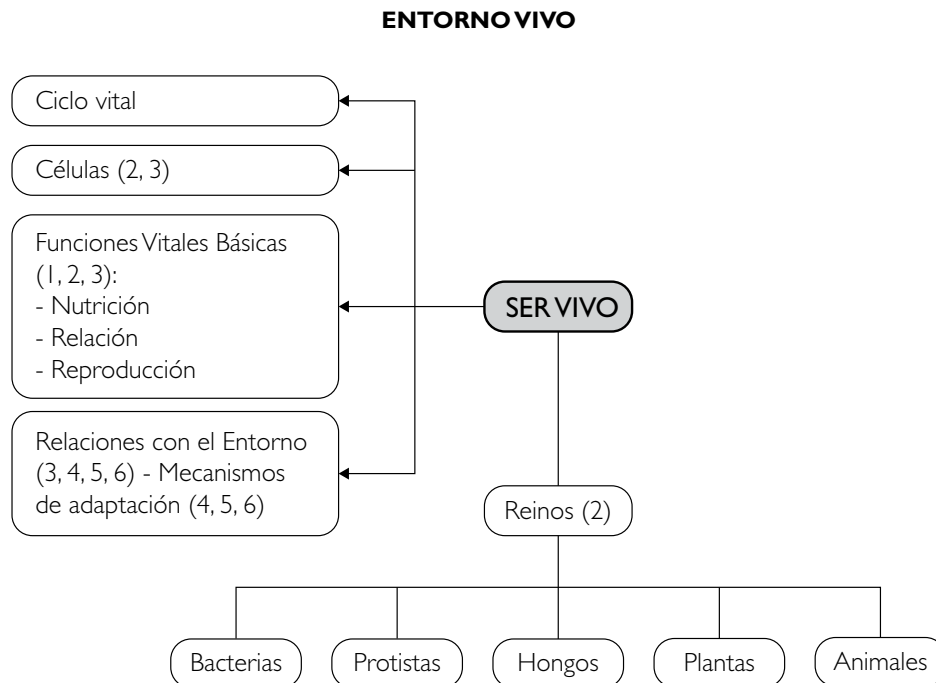 ENTORNO VIVO
Ciclo vital
Células (2, 3)
Funciones Vitales Básicas
(1, 2, 3):
- Nutrición
- Relación
- Reproducción
SER VIVO
Relaciones con el Entorno
(3, 4, 5, 6) - Mecanismos
de adaptación (4, 5, 6)
Reinos (2)
Bacterias
Protistas
Hongos
Plantas
Animales